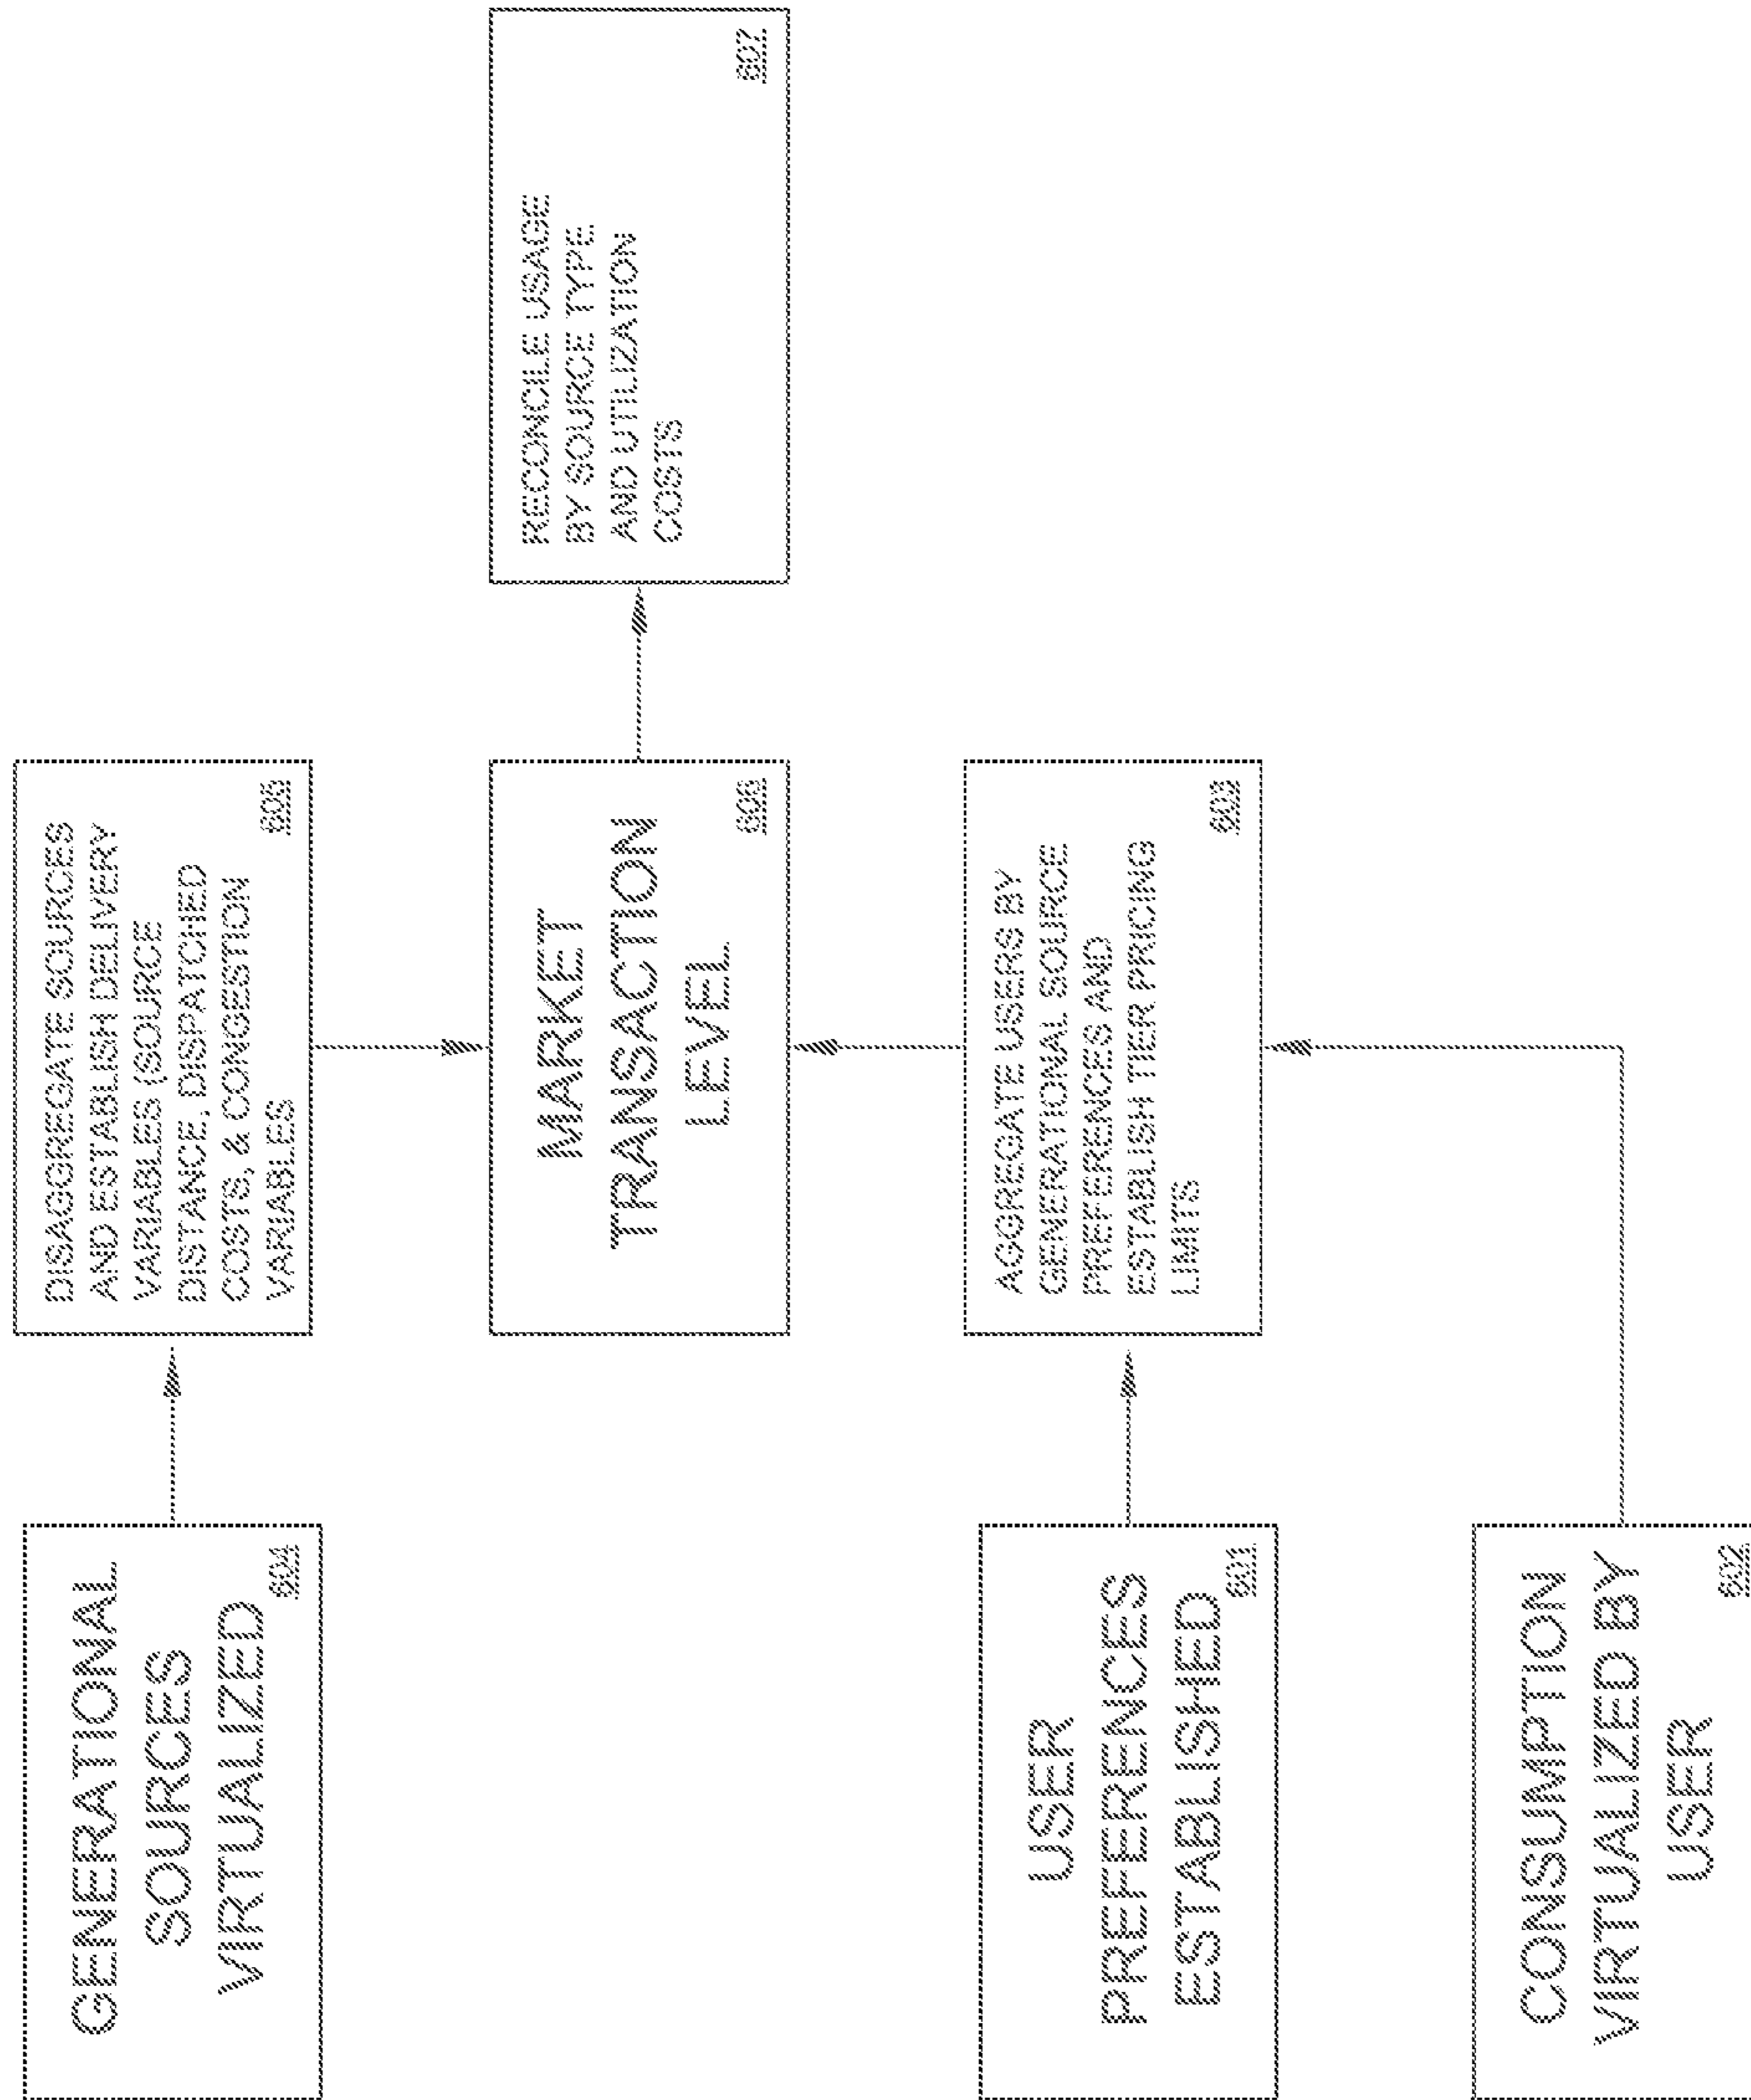 GENERATIONAL
SOURCES
VIRTUALIZED
604
DISAGGREGATE SOURCES
AND ESTABLISH DELIVERY
VARIABLES (SOURCE
DISTANCE, DISPATCHED
COSTS, & CONGESTION
VARIABLES
605
MARKET
TRANSACTION
LEVEL
606
RECONCILE USAGE
BY SOURCE TYPE
AND UTILIZATION
COSTS
607
USER
PREFERENCES
ESTABLISHED
601
AGGREGATE USERS BY
GENERATIONAL SOURCE
PREFERENCES AND
ESTABLISH TIER PRICING
LIMITS
603
CONSUMPTION
VIRTUALIZED BY
USER
602